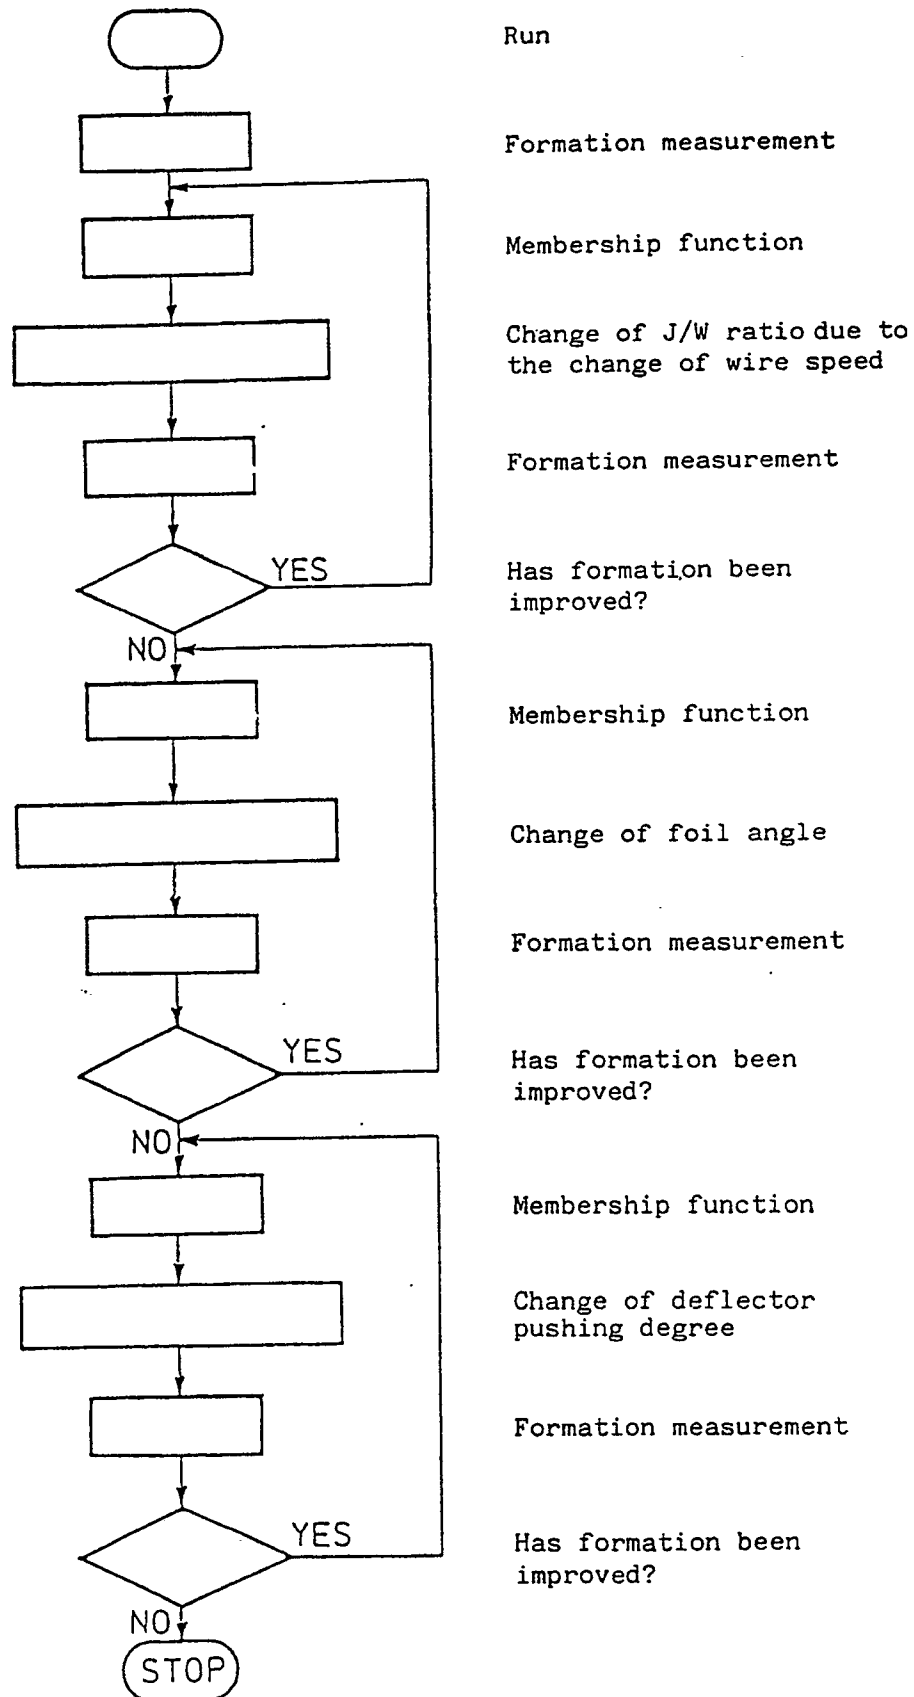 Run
Formation measurement
Membership function
Change of J/W ratio due to
the change of wire speed
Formation measurement
YES
Has formation been
improved?
NO
Membership function
Change of foil angle
Formation measurement
YES
Has formation been
improved?
NO
Membership function
Change of deflector
pushing degree
Formation measurement
YES
Has formation been
improved?
NO
STOP